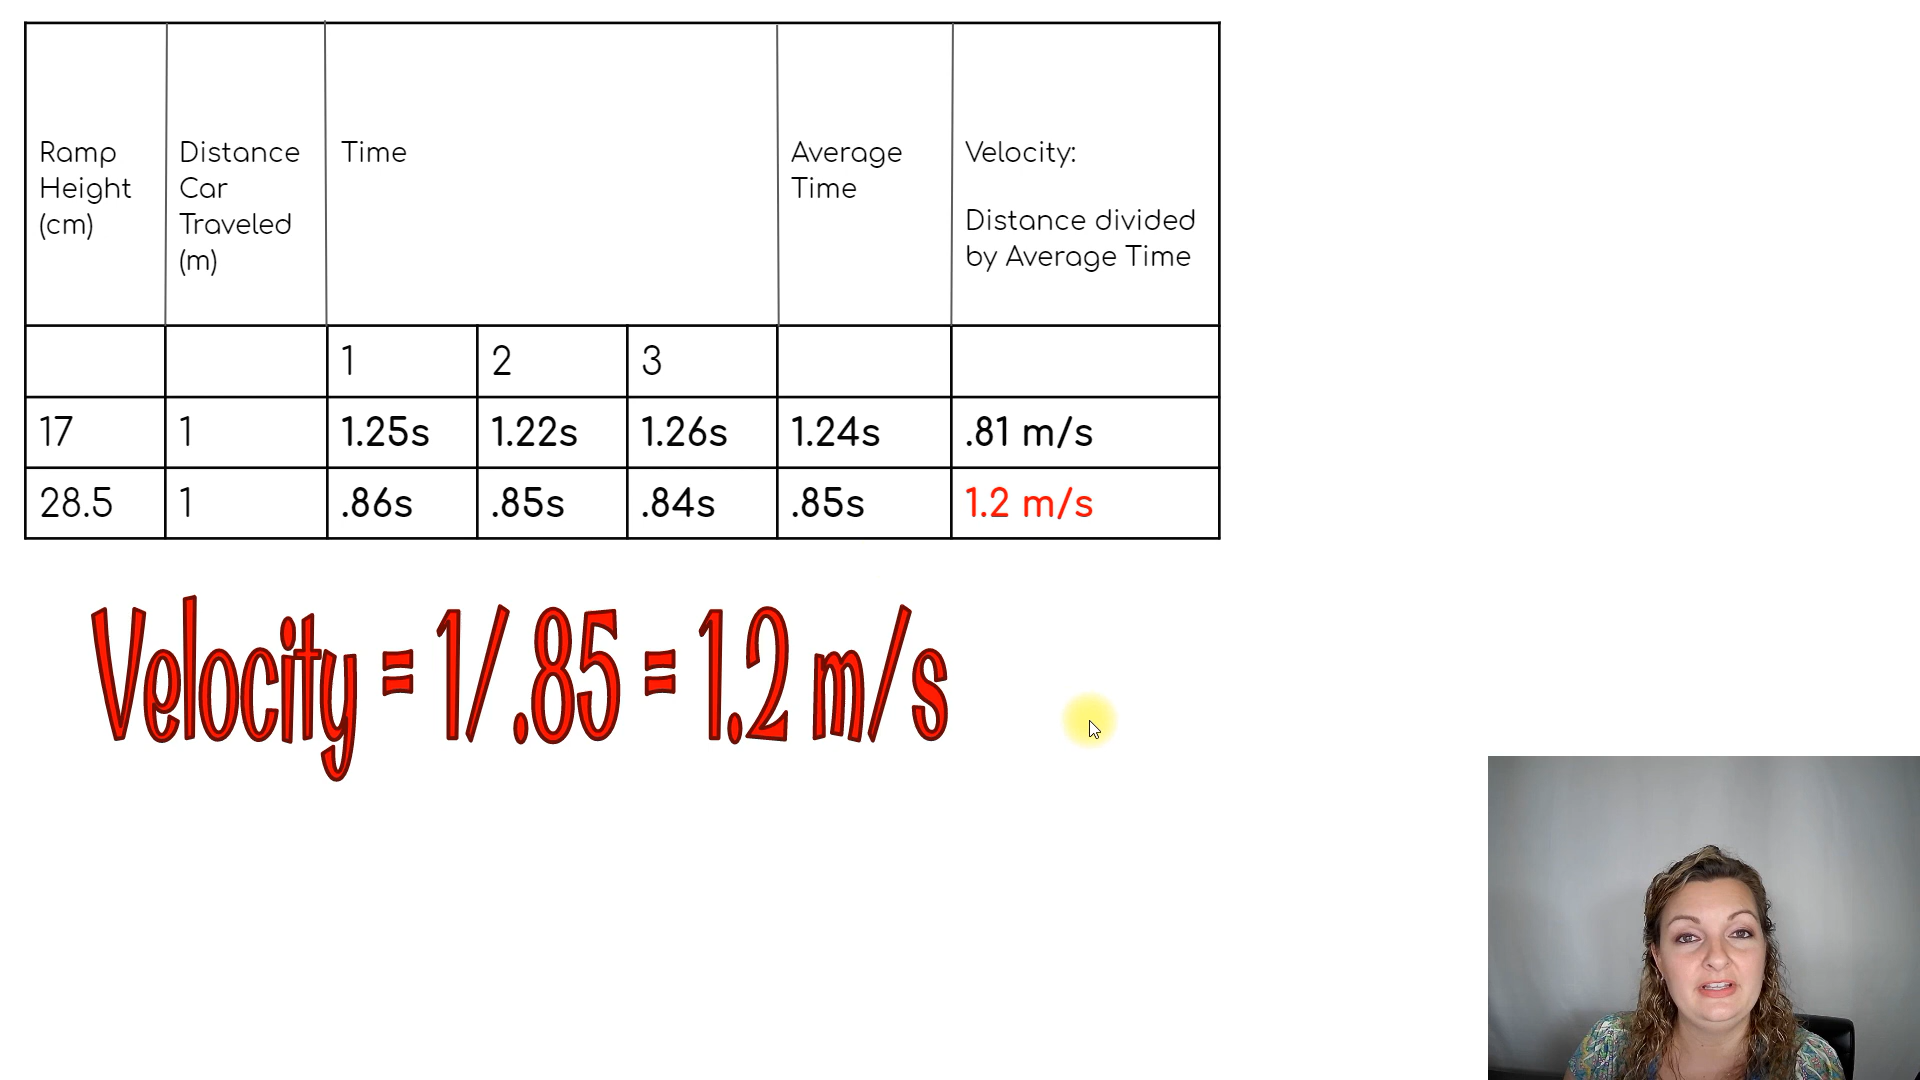 Ramp
Height
(cm)
Distance
Car
Traveled
(m)
Time
Average
Time
Velocity:
Distance divided
by Average Time
1 2 3
17 1 1.25s 1.22s 1.26s 1.24s .81 m/s
28.5 1 .86s .85s .84s .85s 1.2 m/s
Velocity = 1/.85 = 1.2 m/s